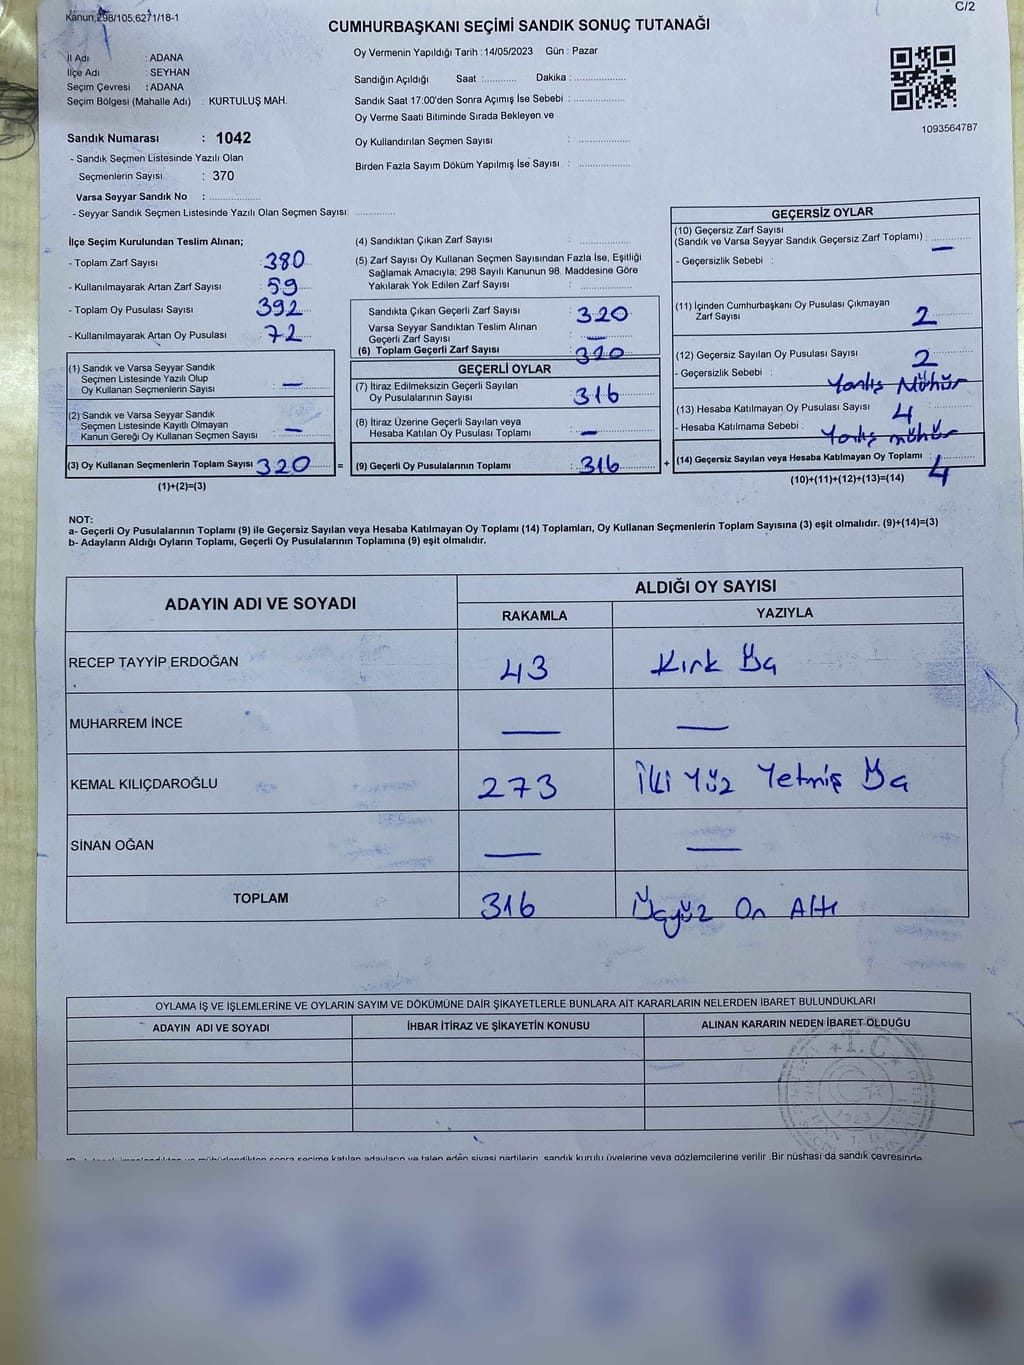 Kanun,298/105,6271/18-1
C/2
CUMHURBAŞKANI SEÇİMİ SANDIK SONUÇ TUTANAĞI
İl Adı : ADANA
İlçe Adı : SEYHAN
Seçim Çevresi : ADANA
Seçim Bölgesi (Mahalle Adı) : KURTULUŞ MAH.
Sandık Numarası : 1042
- Sandık Seçmen Listesinde Yazılı Olan
Seçmenlerin Sayısı : 370
Varsa Seyyar Sandık No : ....................
- Seyyar Sandık Seçmen Listesinde Yazılı Olan Seçmen Sayısı: ...............
Oy Vermenin Yapıldığı Tarih : 14/05/2023 Gün : Pazar
Sandığın Açıldığı Saat :............ Dakika : ..................
Sandık Saat 17:00'den Sonra Açımış İse Sebebi : ..................
Oy Verme Saati Bitiminde Sırada Bekleyen ve
Oy Kullandırılan Seçmen Sayısı : ..................
Birden Fazla Sayım Döküm Yapılmış İse Sayısı : ..................
1093564787
İlçe Seçim Kurulundan Teslim Alınan;
- Toplam Zarf Sayısı : 380
- Kullanılmayarak Artan Zarf Sayısı : 59
- Toplam Oy Pusulası Sayısı : 392
- Kullanılmayarak Artan Oy Pusulası : 72
(1) Sandık ve Varsa Seyyar Sandık
Seçmen Listesinde Yazılı Olup
Oy Kullanan Seçmenlerin Sayısı : —
(2) Sandık ve Varsa Seyyar Sandık
Seçmen Listesinde Kayıtlı Olmayan
Kanun Gereği Oy Kullanan Seçmen Sayısı : —
(3) Oy Kullanan Seçmenlerin Toplam Sayısı 320 =
(1)+(2)=(3)
(4) Sandıktan Çıkan Zarf Sayısı : ..................
(5) Zarf Sayısı Oy Kullanan Seçmen Sayısından Fazla İse, Eşitliği
Sağlamak Amacıyla; 298 Sayılı Kanunun 98. Maddesine Göre
Yakılarak Yok Edilen Zarf Sayısı : ..................
Sandıkta Çıkan Geçerli Zarf Sayısı : 320
Varsa Seyyar Sandıktan Teslim Alınan
Geçerli Zarf Sayısı : —
(6) Toplam Geçerli Zarf Sayısı : 320
GEÇERLİ OYLAR
(7) İtiraz Edilmeksizin Geçerli Sayılan
Oy Pusulalarının Sayısı : 316
(8) İtiraz Üzerine Geçerli Sayılan veya
Hesaba Katılan Oy Pusulası Toplamı : —
(9) Geçerli Oy Pusulalarının Toplamı : 316 +
GEÇERSİZ OYLAR
(10) Geçersiz Zarf Sayısı
(Sandık ve Varsa Seyyar Sandık Geçersiz Zarf Toplamı) : —
- Geçersizlik Sebebi :
(11) İçinden Cumhurbaşkanı Oy Pusulası Çıkmayan
Zarf Sayısı : 2
(12) Geçersiz Sayılan Oy Pusulası Sayısı : 2
- Geçersizlik Sebebi : Yanlış Mühür
(13) Hesaba Katılmayan Oy Pusulası Sayısı : 4
- Hesaba Katılmama Sebebi : Yanlış mühür
(14) Geçersiz Sayılan veya Hesaba Katılmayan Oy Toplamı : 4
(10)+(11)+(12)+(13)=(14)
NOT:
a- Geçerli Oy Pusulalarının Toplamı (9) ile Geçersiz Sayılan veya Hesaba Katılmayan Oy Toplamı (14) Toplamları, Oy Kullanan Seçmenlerin Toplam Sayısına (3) eşit olmalıdır. (9)+(14)=(3)
b- Adayların Aldığı Oyların Toplamı, Geçerli Oy Pusulalarının Toplamına (9) eşit olmalıdır.
ADAYIN ADI VE SOYADI
ALDIĞI OY SAYISI
RAKAMLA YAZIYLA
RECEP TAYYİP ERDOĞAN 43 Kırk Üç
MUHARREM İNCE — —
KEMAL KILIÇDAROĞLU 273 İki Yüz Yetmiş Üç
SİNAN OĞAN — —
TOPLAM 316 Üçyüz On Altı
OYLAMA İŞ VE İŞLEMLERİNE VE OYLARIN SAYIM VE DÖKÜMÜNE DAİR ŞİKAYETLERLE BUNLARA AİT KARARLARIN NELERDEN İBARET BULUNDUKLARI
ADAYIN ADI VE SOYADI İHBAR İTİRAZ VE ŞİKAYETİN KONUSU ALINAN KARARIN NEDEN İBARET OLDUĞU
T.C.
1923
seçime katılan adayların ve talep eden siyasi partilerin, sandık kurulu üyelerine veya gözlemcilerine verilir .Bir nüshası da sandık çevresinde